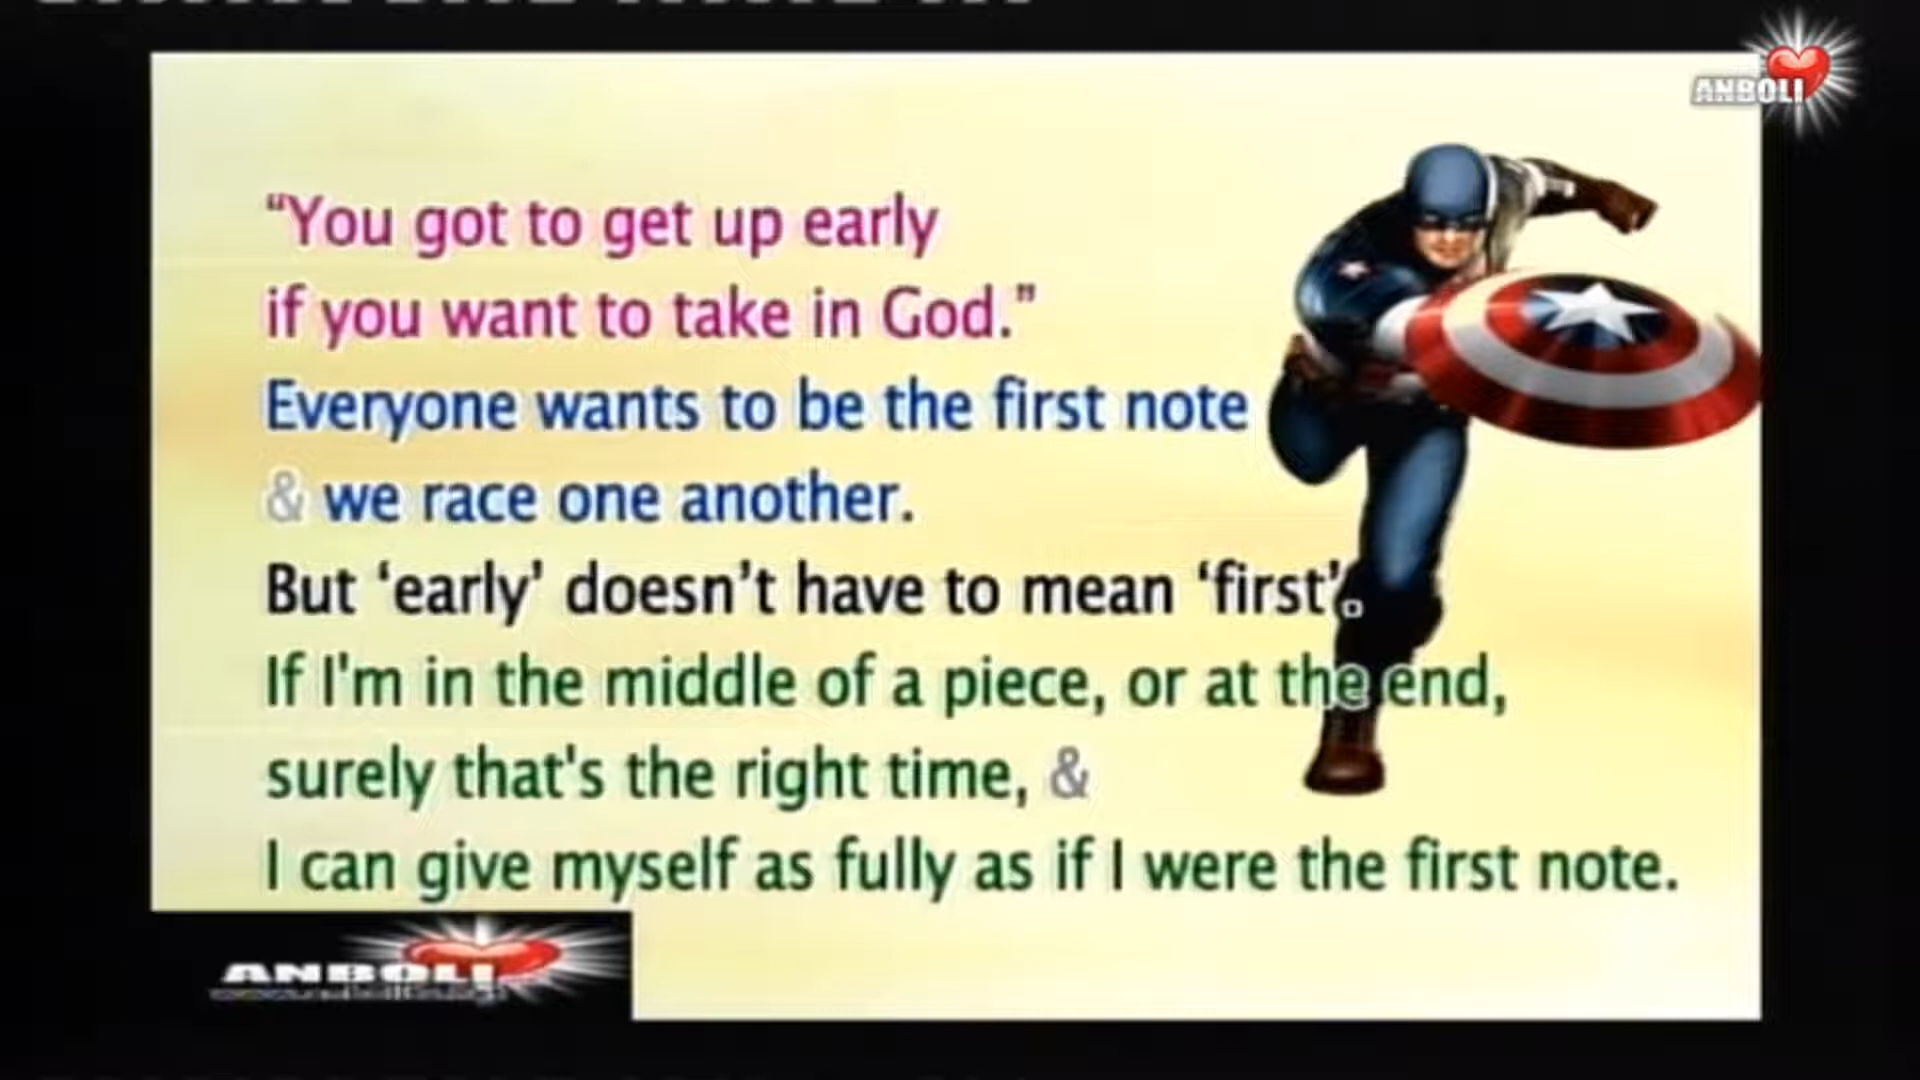 ANBOLI
“You got to get up early
if you want to take in God.”
Everyone wants to be the first note
& we race one another.
But ‘early’ doesn’t have to mean ‘first’.
If I'm in the middle of a piece, or at the end,
surely that's the right time, &
I can give myself as fully as if I were the first note.
ANBOLI